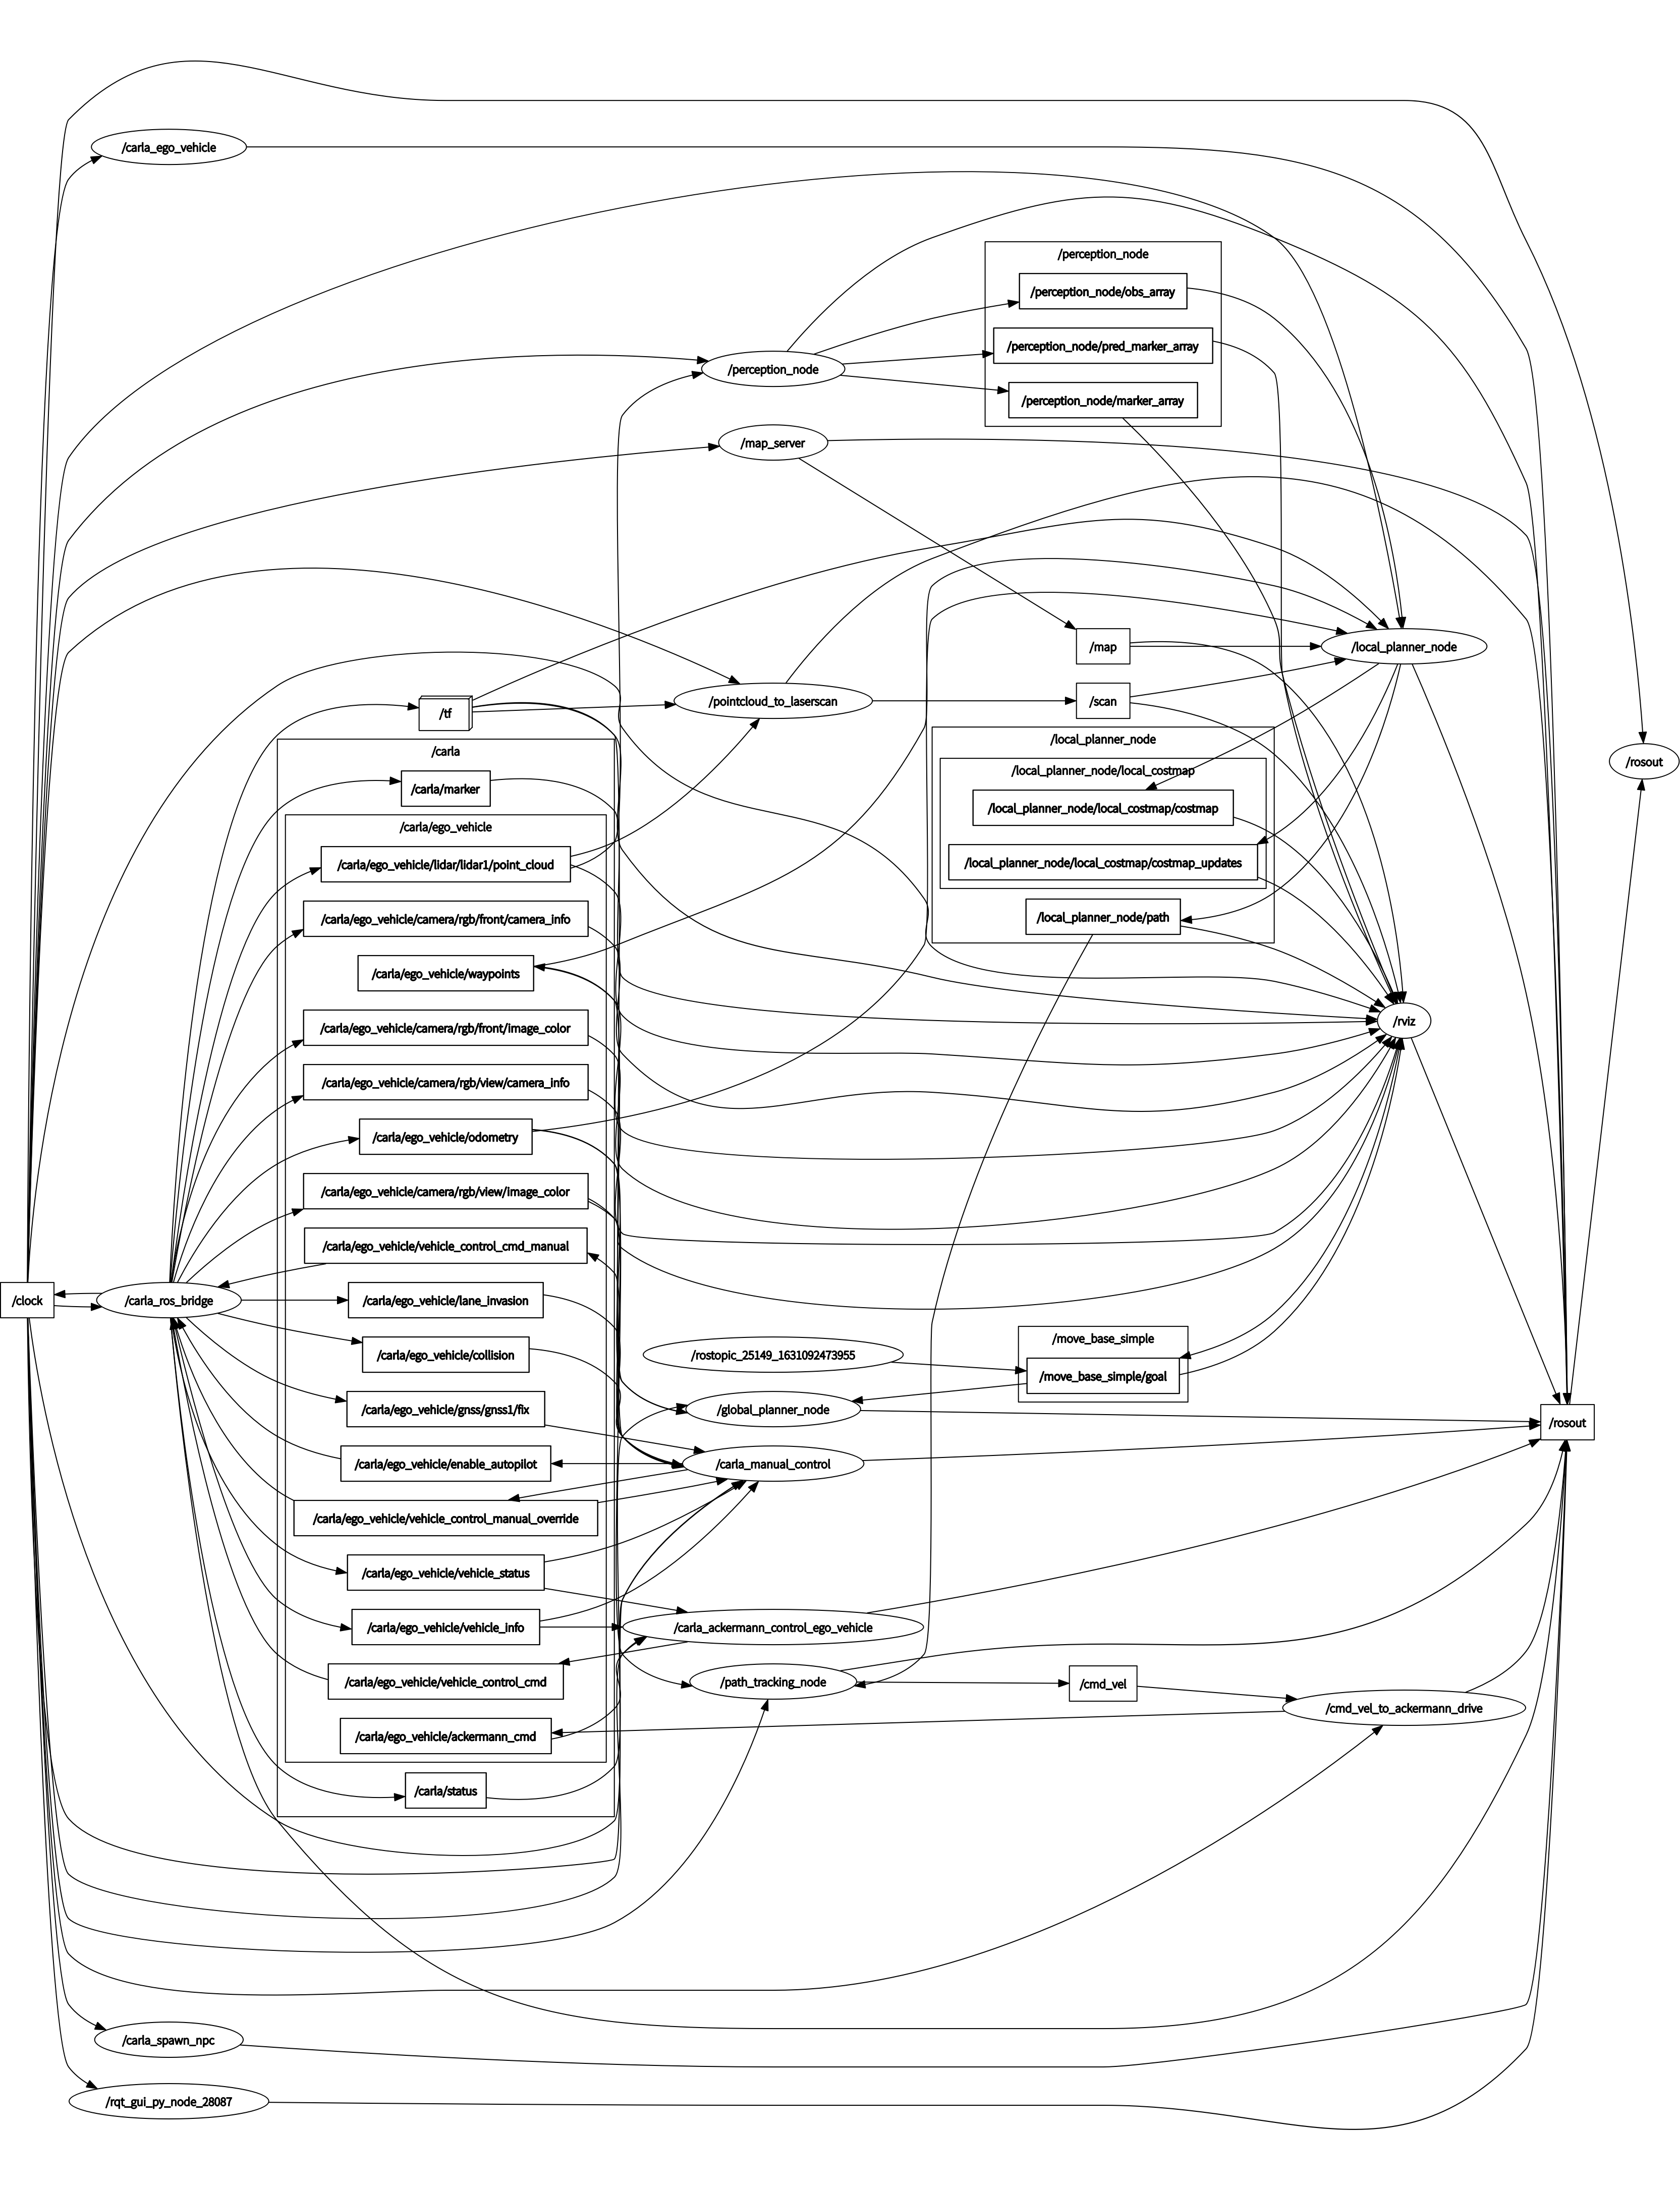 /carla_ego_vehicle
/perception_node
/perception_node/obs_array
/perception_node/pred_marker_array
/perception_node
/perception_node/marker_array
/map_server
/map
/local_planner_node
/tf
/pointcloud_to_laserscan
/scan
/carla
/local_planner_node
/rosout
/local_planner_node/local_costmap
/carla/marker
/local_planner_node/local_costmap/costmap
/carla/ego_vehicle
/carla/ego_vehicle/lidar/lidar1/point_cloud
/local_planner_node/local_costmap/costmap_updates
/carla/ego_vehicle/camera/rgb/front/camera_info
/local_planner_node/path
/carla/ego_vehicle/waypoints
/carla/ego_vehicle/camera/rgb/front/image_color
/rviz
/carla/ego_vehicle/camera/rgb/view/camera_info
/carla/ego_vehicle/odometry
/carla/ego_vehicle/camera/rgb/view/image_color
/carla/ego_vehicle/vehicle_control_cmd_manual
/clock
/carla_ros_bridge
/carla/ego_vehicle/lane_invasion
/move_base_simple
/carla/ego_vehicle/collision
/rostopic_25149_1631092473955
/move_base_simple/goal
/carla/ego_vehicle/gnss/gnss1/fix
/global_planner_node
/rosout
/carla/ego_vehicle/enable_autopilot
/carla_manual_control
/carla/ego_vehicle/vehicle_control_manual_override
/carla/ego_vehicle/vehicle_status
/carla/ego_vehicle/vehicle_info
/carla_ackermann_control_ego_vehicle
/carla/ego_vehicle/vehicle_control_cmd
/path_tracking_node
/cmd_vel
/cmd_vel_to_ackermann_drive
/carla/ego_vehicle/ackermann_cmd
/carla/status
/carla_spawn_npc
/rqt_gui_py_node_28087